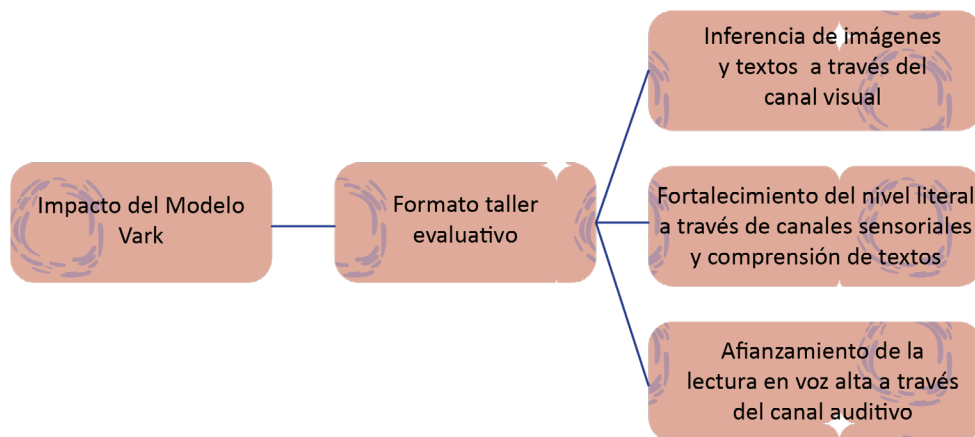 Impacto del Modelo
Vark
Formato taller
evaluativo
Inferencia de imágenes
y textos a través del
canal visual
Fortalecimiento del nivel literal
a través de canales sensoriales
y comprensión de textos
Afianzamiento de la
lectura en voz alta a través
del canal auditivo